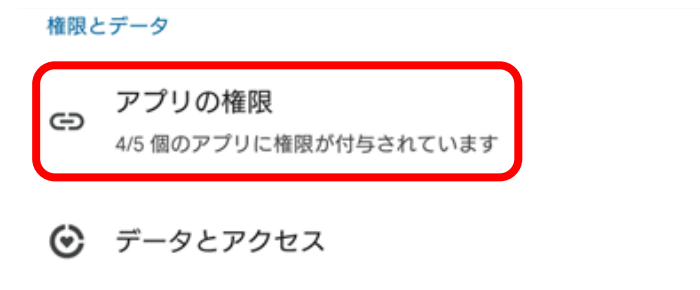 権限とデータ
アプリの権限
4/5 個のアプリに権限が付与されています
データとアクセス